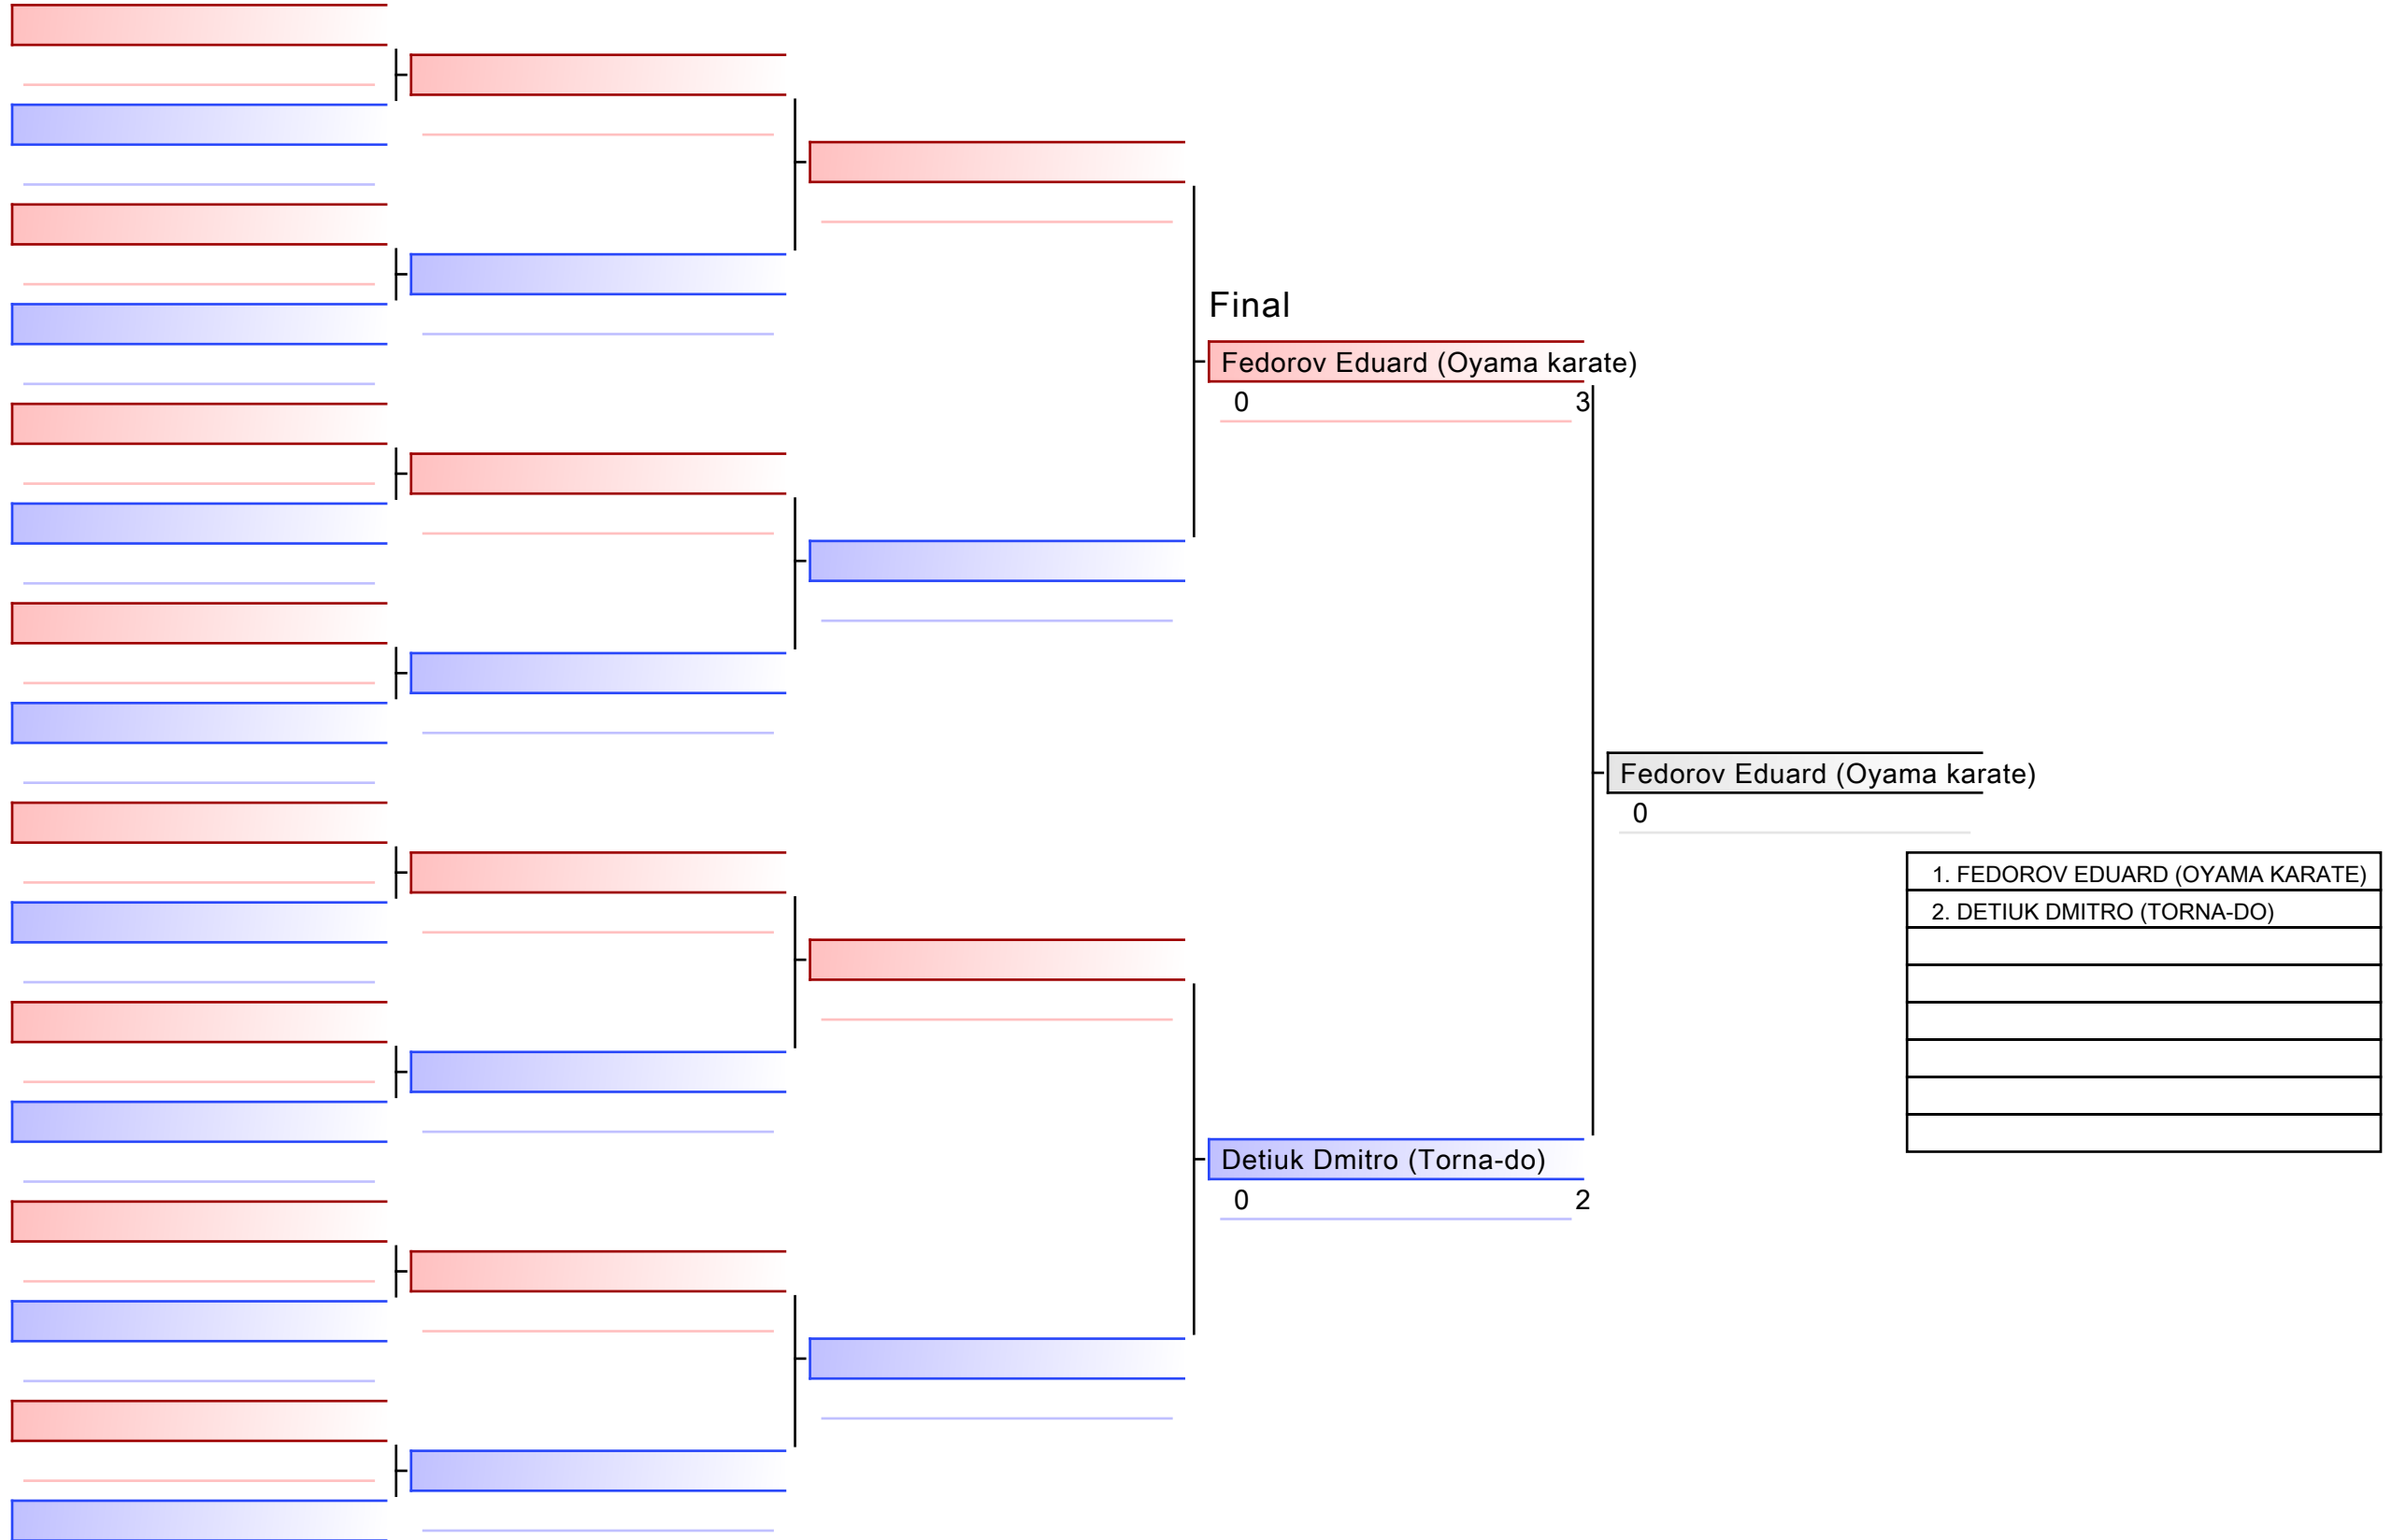 Final
Fedorov Eduard (Oyama karate)
0 3
Fedorov Eduard (Oyama karate)
0
1. FEDOROV EDUARD (OYAMA KARATE)
2. DETIUK DMITRO (TORNA-DO)
Detiuk Dmitro (Torna-do)
0 2